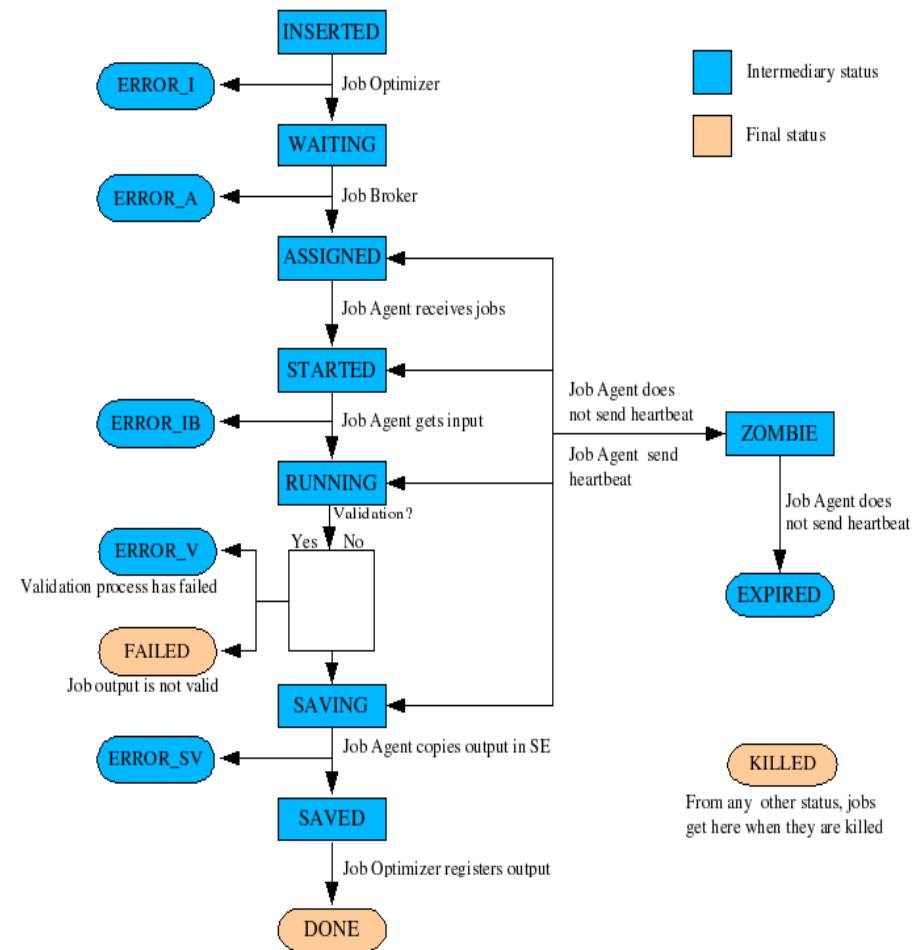 INSERTED
Job Optimizer
ERROR_I
WAITING
Job Broker
ERROR_A
ASSIGNED
Job Agent receives jobs
STARTED
Job Agent gets input
ERROR_IB
RUNNING
Validation?
Yes No
ERROR_V
Validation process has failed
FAILED
Job output is not valid
SAVING
Job Agent copies output in SE
ERROR_SV
SAVED
Job Optimizer registers output
DONE
Intermediary status
Final status
Job Agent does
not send heartbeat
Job Agent send
heartbeat
ZOMBIE
Job Agent does
not send heartbeat
EXPIRED
KILLED
From any other status, jobs
get here when they are killed